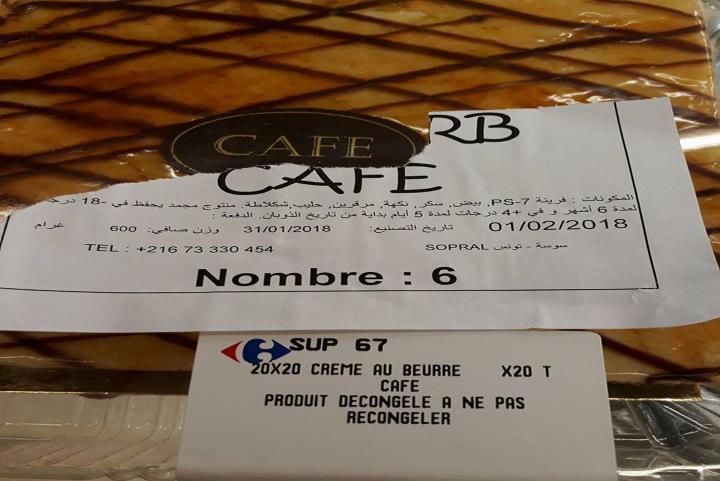 CAFE
RB
CAFE
المكونات : فرينة PS-7, بيض, سكر, نكهة, مرقرين, حليب, شكلاطة. منتوج مجمد يحفظ في -18
لمدة 6 أشهر و في +4 درجات لمدة 5 أيام بداية من تاريخ الذوبان. الدفعة :
01/02/2018 تاريخ التصنيع: 31/01/2018 وزن صافي: 600 غرام
TEL : +216 73 330 454 SOPRAL سوسة - تونس
Nombre : 6
SUP 67
20X20 CREME AU BEURRE X20 T
CAFE
PRODUIT DECONGELE A NE PAS
RECONGELER